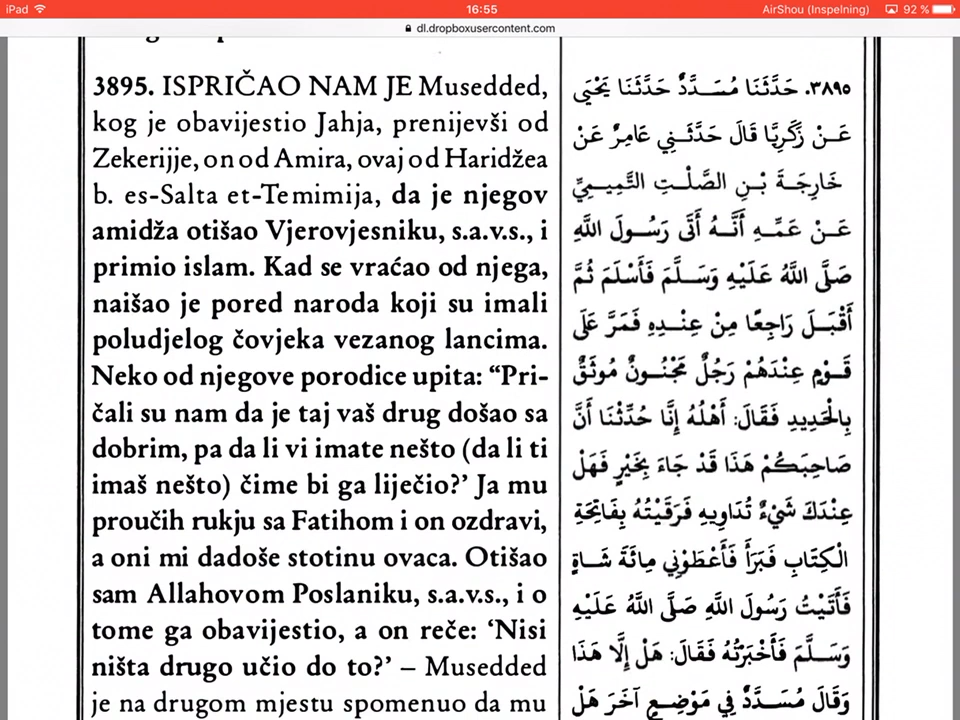 iPad
16:55
AirShou (Inspelning)
92 %
dl.dropboxusercontent.com
3895. ISPRIČAO NAM JE Musedded,
kog je obavijestio Jahja, prenijevši od
Zekerijje, on od Amira, ovaj od Haridžea
b. es-Salta et-Temimija, da je njegov
amidža otišao Vjerovjesniku, s.a.v.s., i
primio islam. Kad se vraćao od njega,
naišao je pored naroda koji su imali
poludjelog čovjeka vezanog lancima.
Neko od njegove porodice upita: “Pri-
čali su nam da je taj vaš drug došao sa
dobrim, pa da li vi imate nešto (da li ti
imaš nešto) čime bi ga liječio?’ Ja mu
proučih rukju sa Fatihom i on ozdravi,
a oni mi dadoše stotinu ovaca. Otišao
sam Allahovom Poslaniku, s.a.v.s., i o
tome ga obavijestio, a on reče: ‘Nisi
ništa drugo učio do to?’ – Musedded
je na drugom mjestu spomenuo da mu
٣٨٩٥. حَدَّثَنَا مُسَدَّدٌ حَدَّثَنَا يَحْيَى
عَنْ زَكَرِيَّا قَالَ حَدَّثَنِي عَامِرٌ عَنْ
خَارِجَةَ بْنِ الصَّلْتِ التَّمِيمِيِّ
عَنْ عَمِّهِ أَنَّهُ أَتَى رَسُولَ اللَّهِ
صَلَّى اللَّهُ عَلَيْهِ وَسَلَّمَ فَأَسْلَمَ ثُمَّ
أَقْبَلَ رَاجِعًا مِنْ عِنْدِهِ فَمَرَّ عَلَى
قَوْمٍ عِنْدَهُمْ رَجُلٌ مَجْنُونٌ مُوثَقٌ
بِالْحَدِيدِ فَقَالَ: أَهْلُهُ إِنَّا حُدِّثْنَا أَنَّ
صَاحِبَكُمْ هَذَا قَدْ جَاءَ بِخَيْرٍ فَهَلْ
عِنْدَكَ شَيْءٌ تُدَاوِيهِ فَرَقَيْتُهُ بِفَاتِحَةِ
الْكِتَابِ فَبَرَأَ فَأَعْطَوْنِي مِائَةَ شَاةٍ
فَأَتَيْتُ رَسُولَ اللَّهِ صَلَّى اللَّهُ عَلَيْهِ
وَسَلَّمَ فَأَخْبَرْتُهُ فَقَالَ: هَلْ إِلَّا هَذَا
وَقَالَ مُسَدَّدٌ فِي مَوْضِعٍ آخَرَ هَلْ